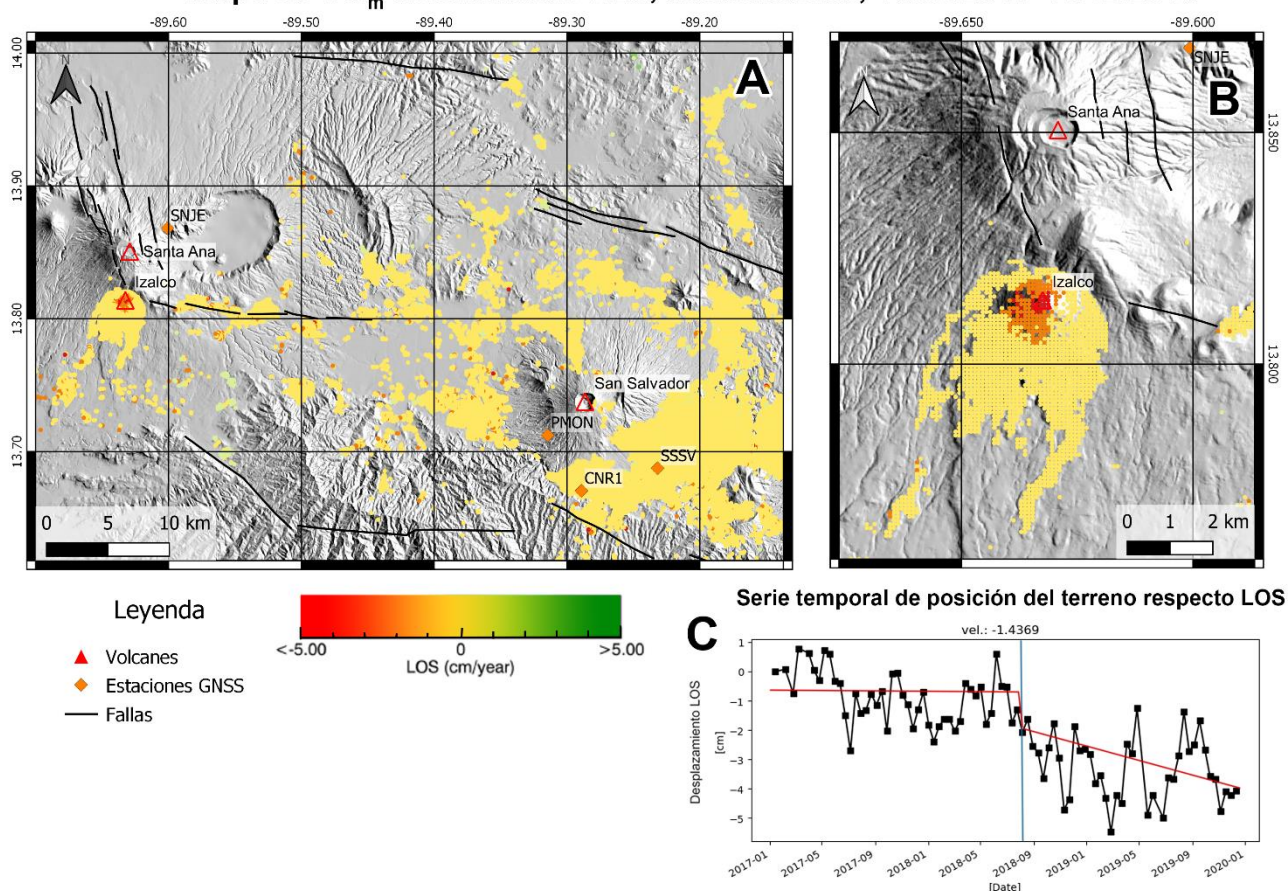 -89.60 -89.50 -89.40 -89.30 -89.20
14.00
13.90
13.80
13.70
A
SNJE
Santa Ana
Izalco
San Salvador
PMON
SSSV
CNR1
0 5 10 km
-89.650 -89.600
13.850
13.800
B
SNJE
Santa Ana
Izalco
0 1 2 km
Leyenda
Volcanes
Estaciones GNSS
Fallas
<-5.00 0 >5.00
LOS (cm/year)
Serie temporal de posición del terreno respecto LOS
C
vel.: -1.4369
Desplazamiento LOS
[cm]
1
0
−1
−2
−3
−4
−5
2017-01 2017-05 2017-09 2018-01 2018-05 2018-09 2019-01 2019-05 2019-09 2020-01
[Date]